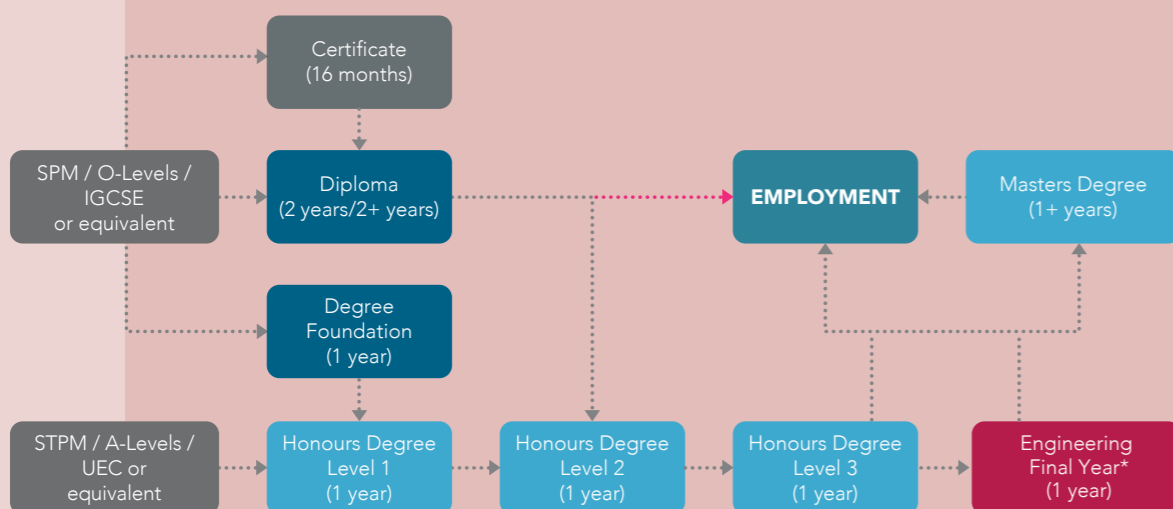 Certificate
(16 months)
SPM / O-Levels /
IGCSE
or equivalent
Diploma
(2 years/2+ years)
EMPLOYMENT
Masters Degree
(1+ years)
Degree
Foundation
(1 year)
STPM / A-Levels /
UEC or
equivalent
Honours Degree
Level 1
(1 year)
Honours Degree
Level 2
(1 year)
Honours Degree
Level 3
(1 year)
Engineering
Final Year*
(1 year)